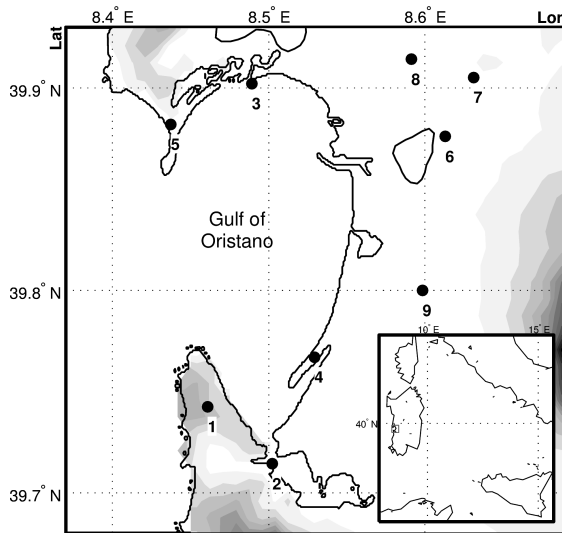 8.4° E
8.5° E
8.6° E
Lon
Lat
39.9° N
39.8° N
39.7° N
8
7
3
5
6
Gulf of
Oristano
9
4
1
2
10° E
15° E
40° N